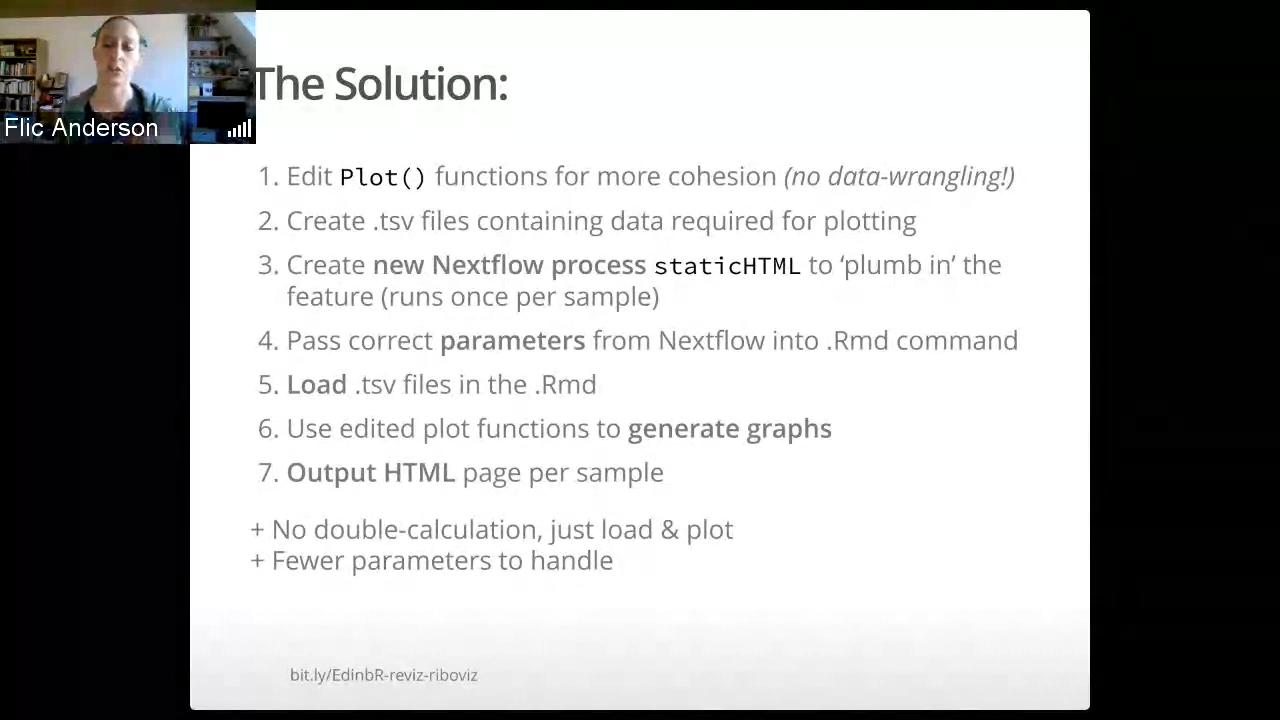 The Solution:
Flic Anderson
1. Edit Plot() functions for more cohesion (no data-wrangling!)
2. Create .tsv files containing data required for plotting
3. Create new Nextflow process staticHTML to ‘plumb in’ the
feature (runs once per sample)
4. Pass correct parameters from Nextflow into .Rmd command
5. Load .tsv files in the .Rmd
6. Use edited plot functions to generate graphs
7. Output HTML page per sample
+ No double-calculation, just load & plot
+ Fewer parameters to handle
bit.ly/EdinbR-reviz-riboviz